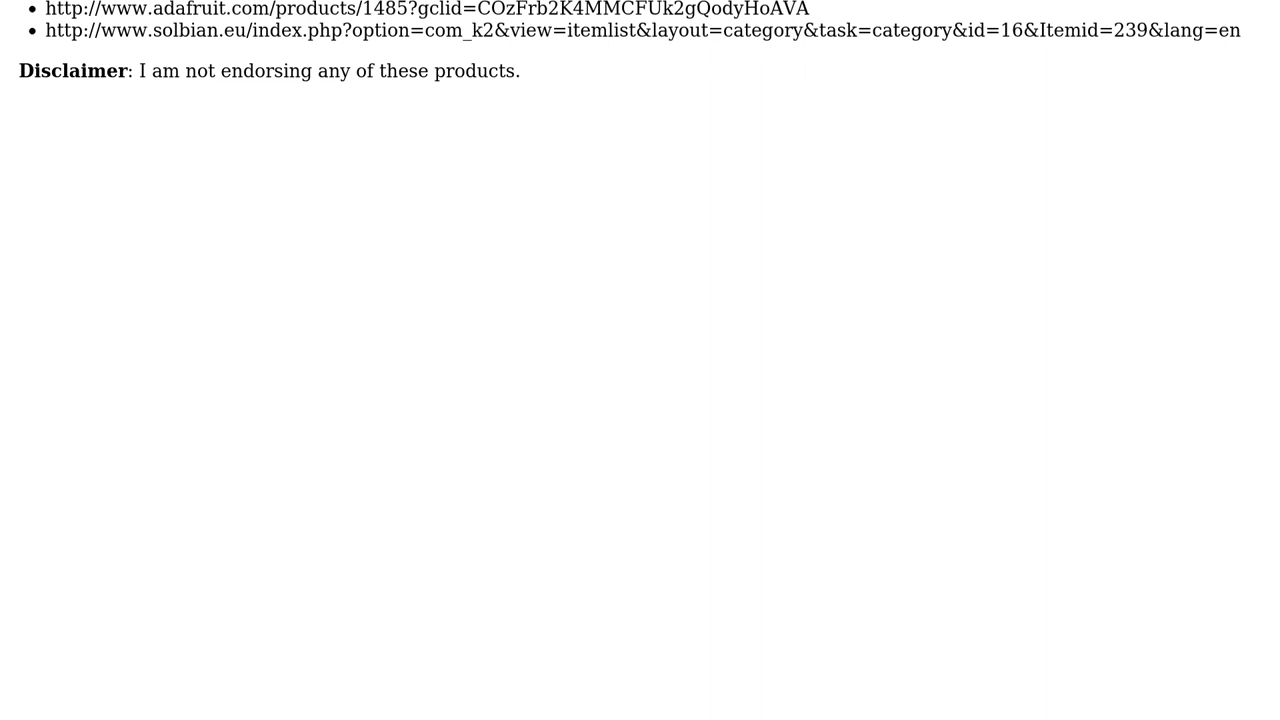 • http://www.adafruit.com/products/1485?gclid=COzFrb2K4MMCFUk2gQodyHoAVA
• http://www.solbian.eu/index.php?option=com_k2&view=itemlist&layout=category&task=category&id=16&Itemid=239&lang=en
Disclaimer: I am not endorsing any of these products.